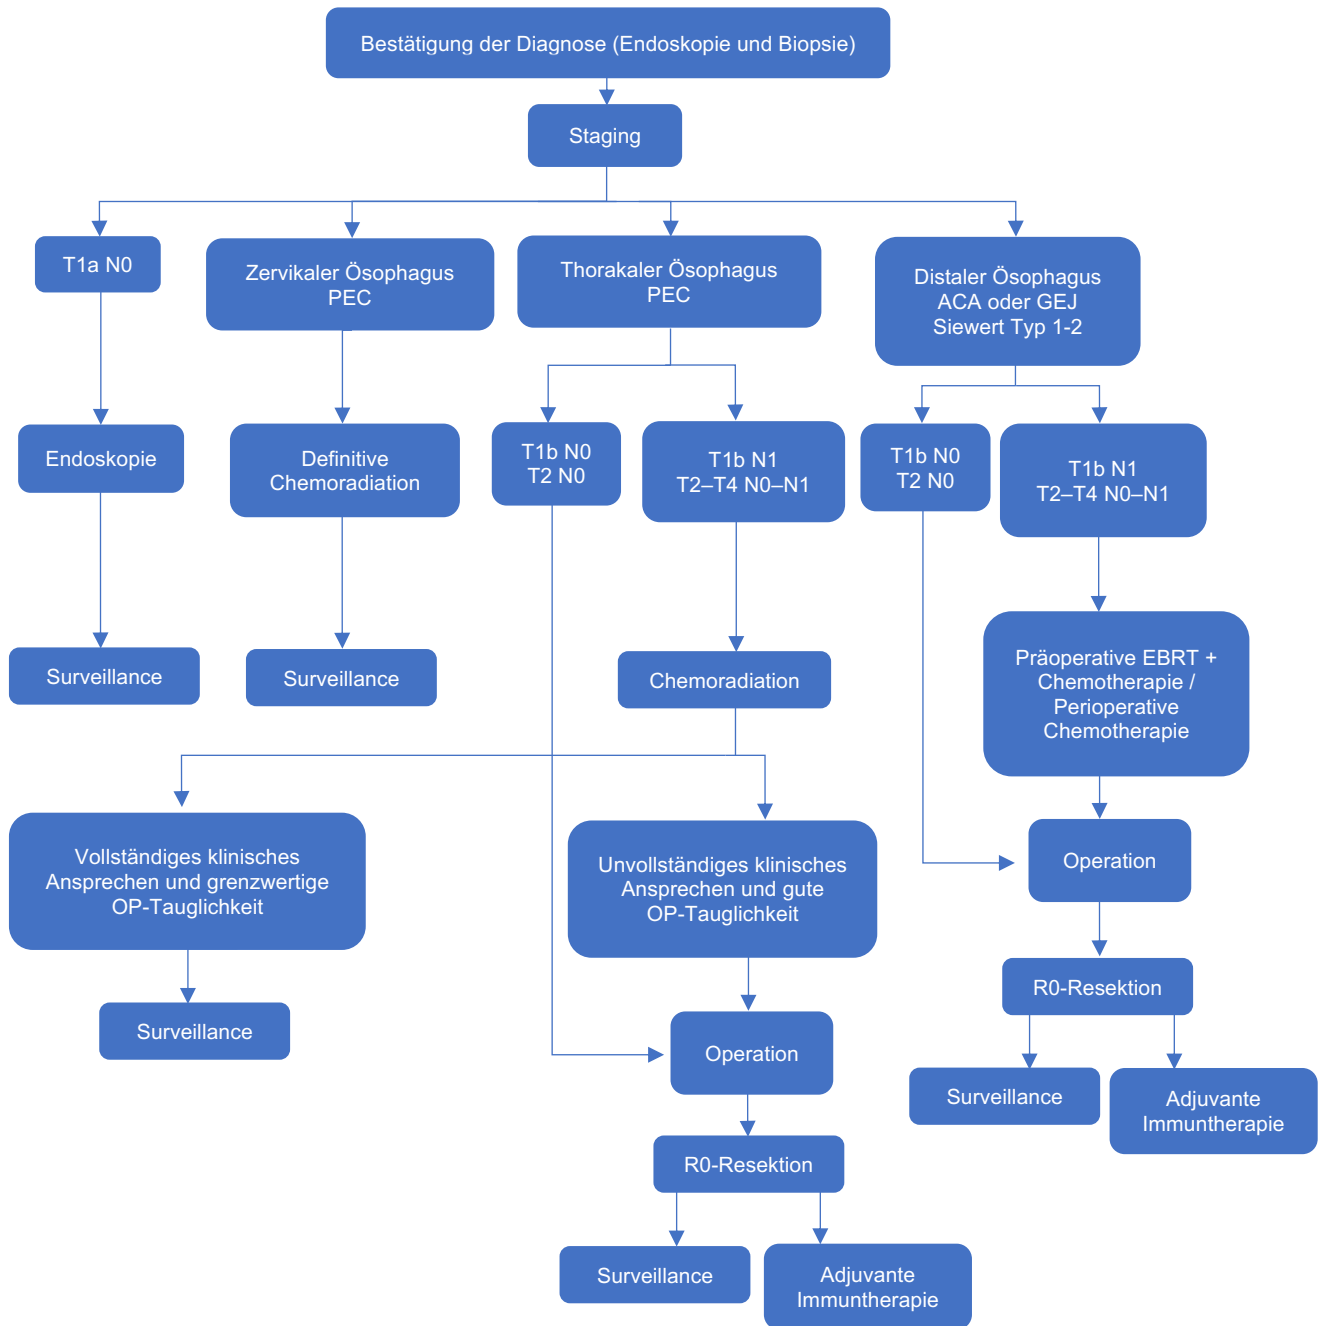 Bestätigung der Diagnose (Endoskopie und Biopsie)
Staging
T1a N0
Zervikaler Ösophagus
PEC
Thorakaler Ösophagus
PEC
Distaler Ösophagus
ACA oder GEJ
Siewert Typ 1-2
Endoskopie
Definitive
Chemoradiation
T1b N0
T2 N0
T1b N1
T2–T4 N0–N1
T1b N0
T2 N0
T1b N1
T2–T4 N0–N1
Surveillance
Surveillance
Chemoradiation
Präoperative EBRT +
Chemotherapie /
Perioperative
Chemotherapie
Vollständiges klinisches
Ansprechen und grenzwertige
OP-Tauglichkeit
Unvollständiges klinisches
Ansprechen und gute
OP-Tauglichkeit
Operation
Surveillance
Operation
R0-Resektion
Surveillance
Adjuvante
Immuntherapie
R0-Resektion
Surveillance
Adjuvante
Immuntherapie